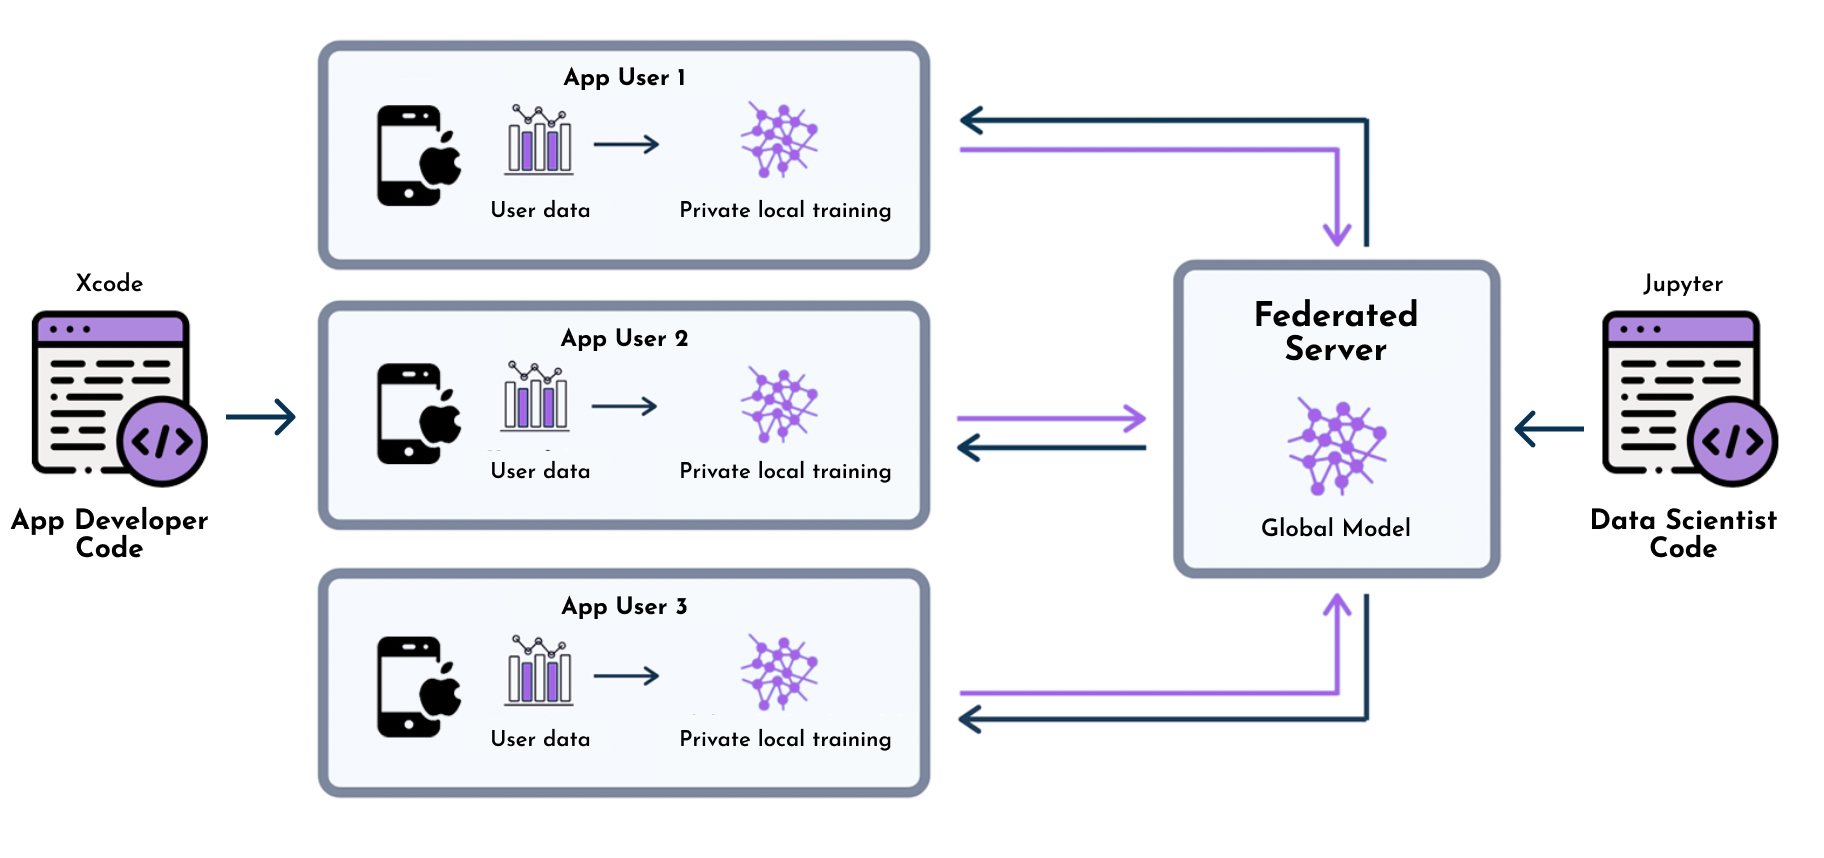 Xcode
</>
App Developer
Code
App User 1
User data
Private local training
App User 2
User data
Private local training
App User 3
User data
Private local training
Federated
Server
Global Model
Jupyter
</>
Data Scientist
Code